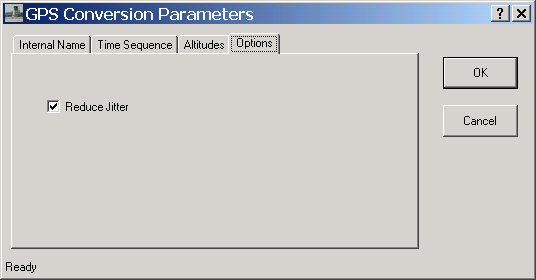 GPS Conversion Parameters
Internal Name Time Sequence Altitudes Options
OK
Reduce Jitter
Cancel
Ready